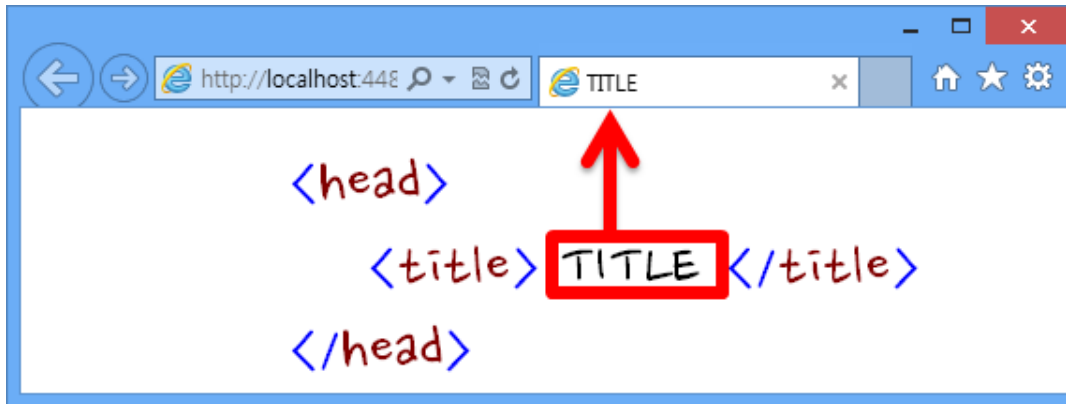 http://localhost:448
TITLE
<head>
<title> TITLE </title>
</head>